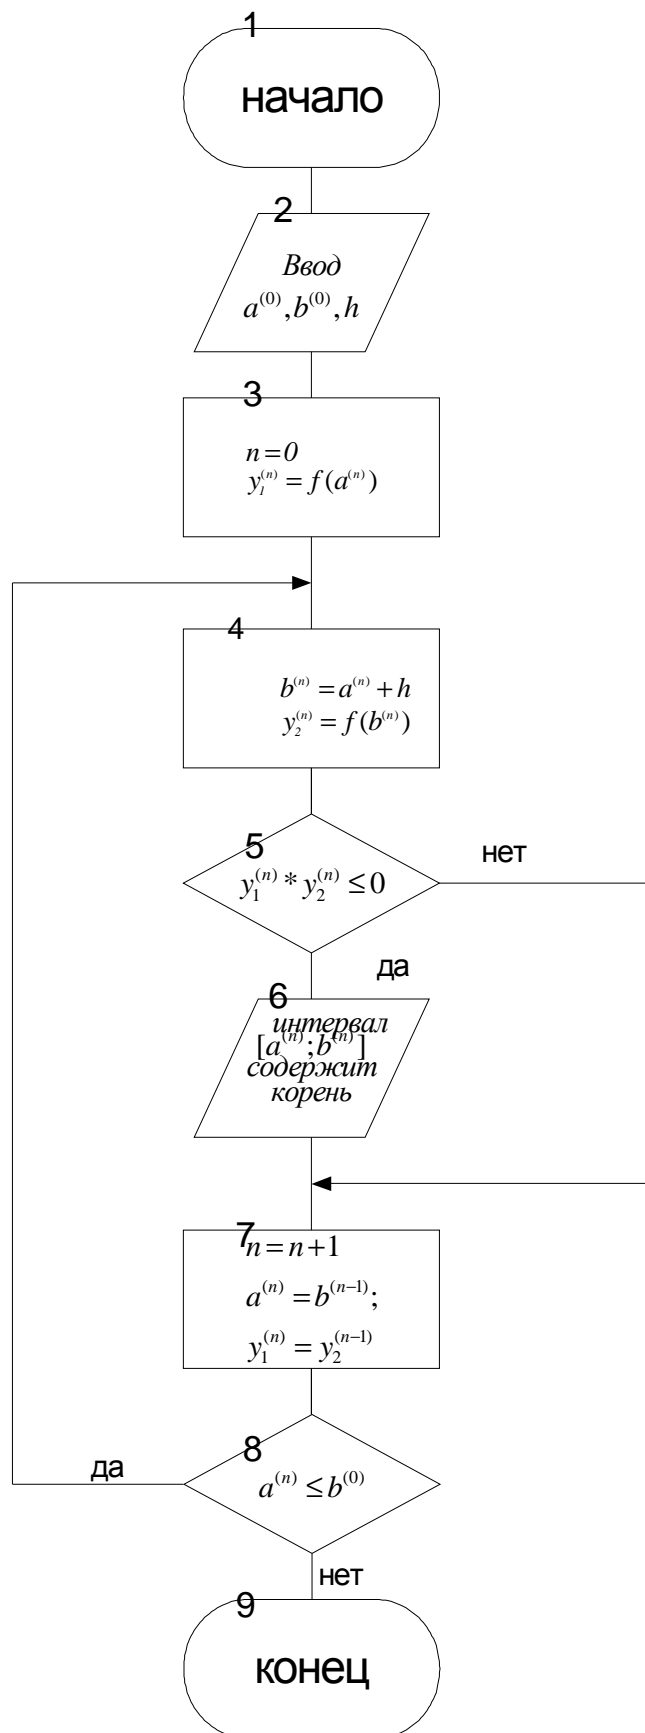 1
начало
2
Ввод
a^{(0)}, b^{(0)}, h
3
n=0
y_1^{(n)} = f(a^{(n)})
4
b^{(n)} = a^{(n)} + h
y_2^{(n)} = f(b^{(n)})
5
нет
y_1^{(n)} * y_2^{(n)} ≤ 0
да
6
интервал
[a^{(n)}; b^{(n)}]
содержит
корень
7
n = n+1
a^{(n)} = b^{(n-1)};
y_1^{(n)} = y_2^{(n-1)}
8
да
a^{(n)} ≤ b^{(0)}
нет
9
конец